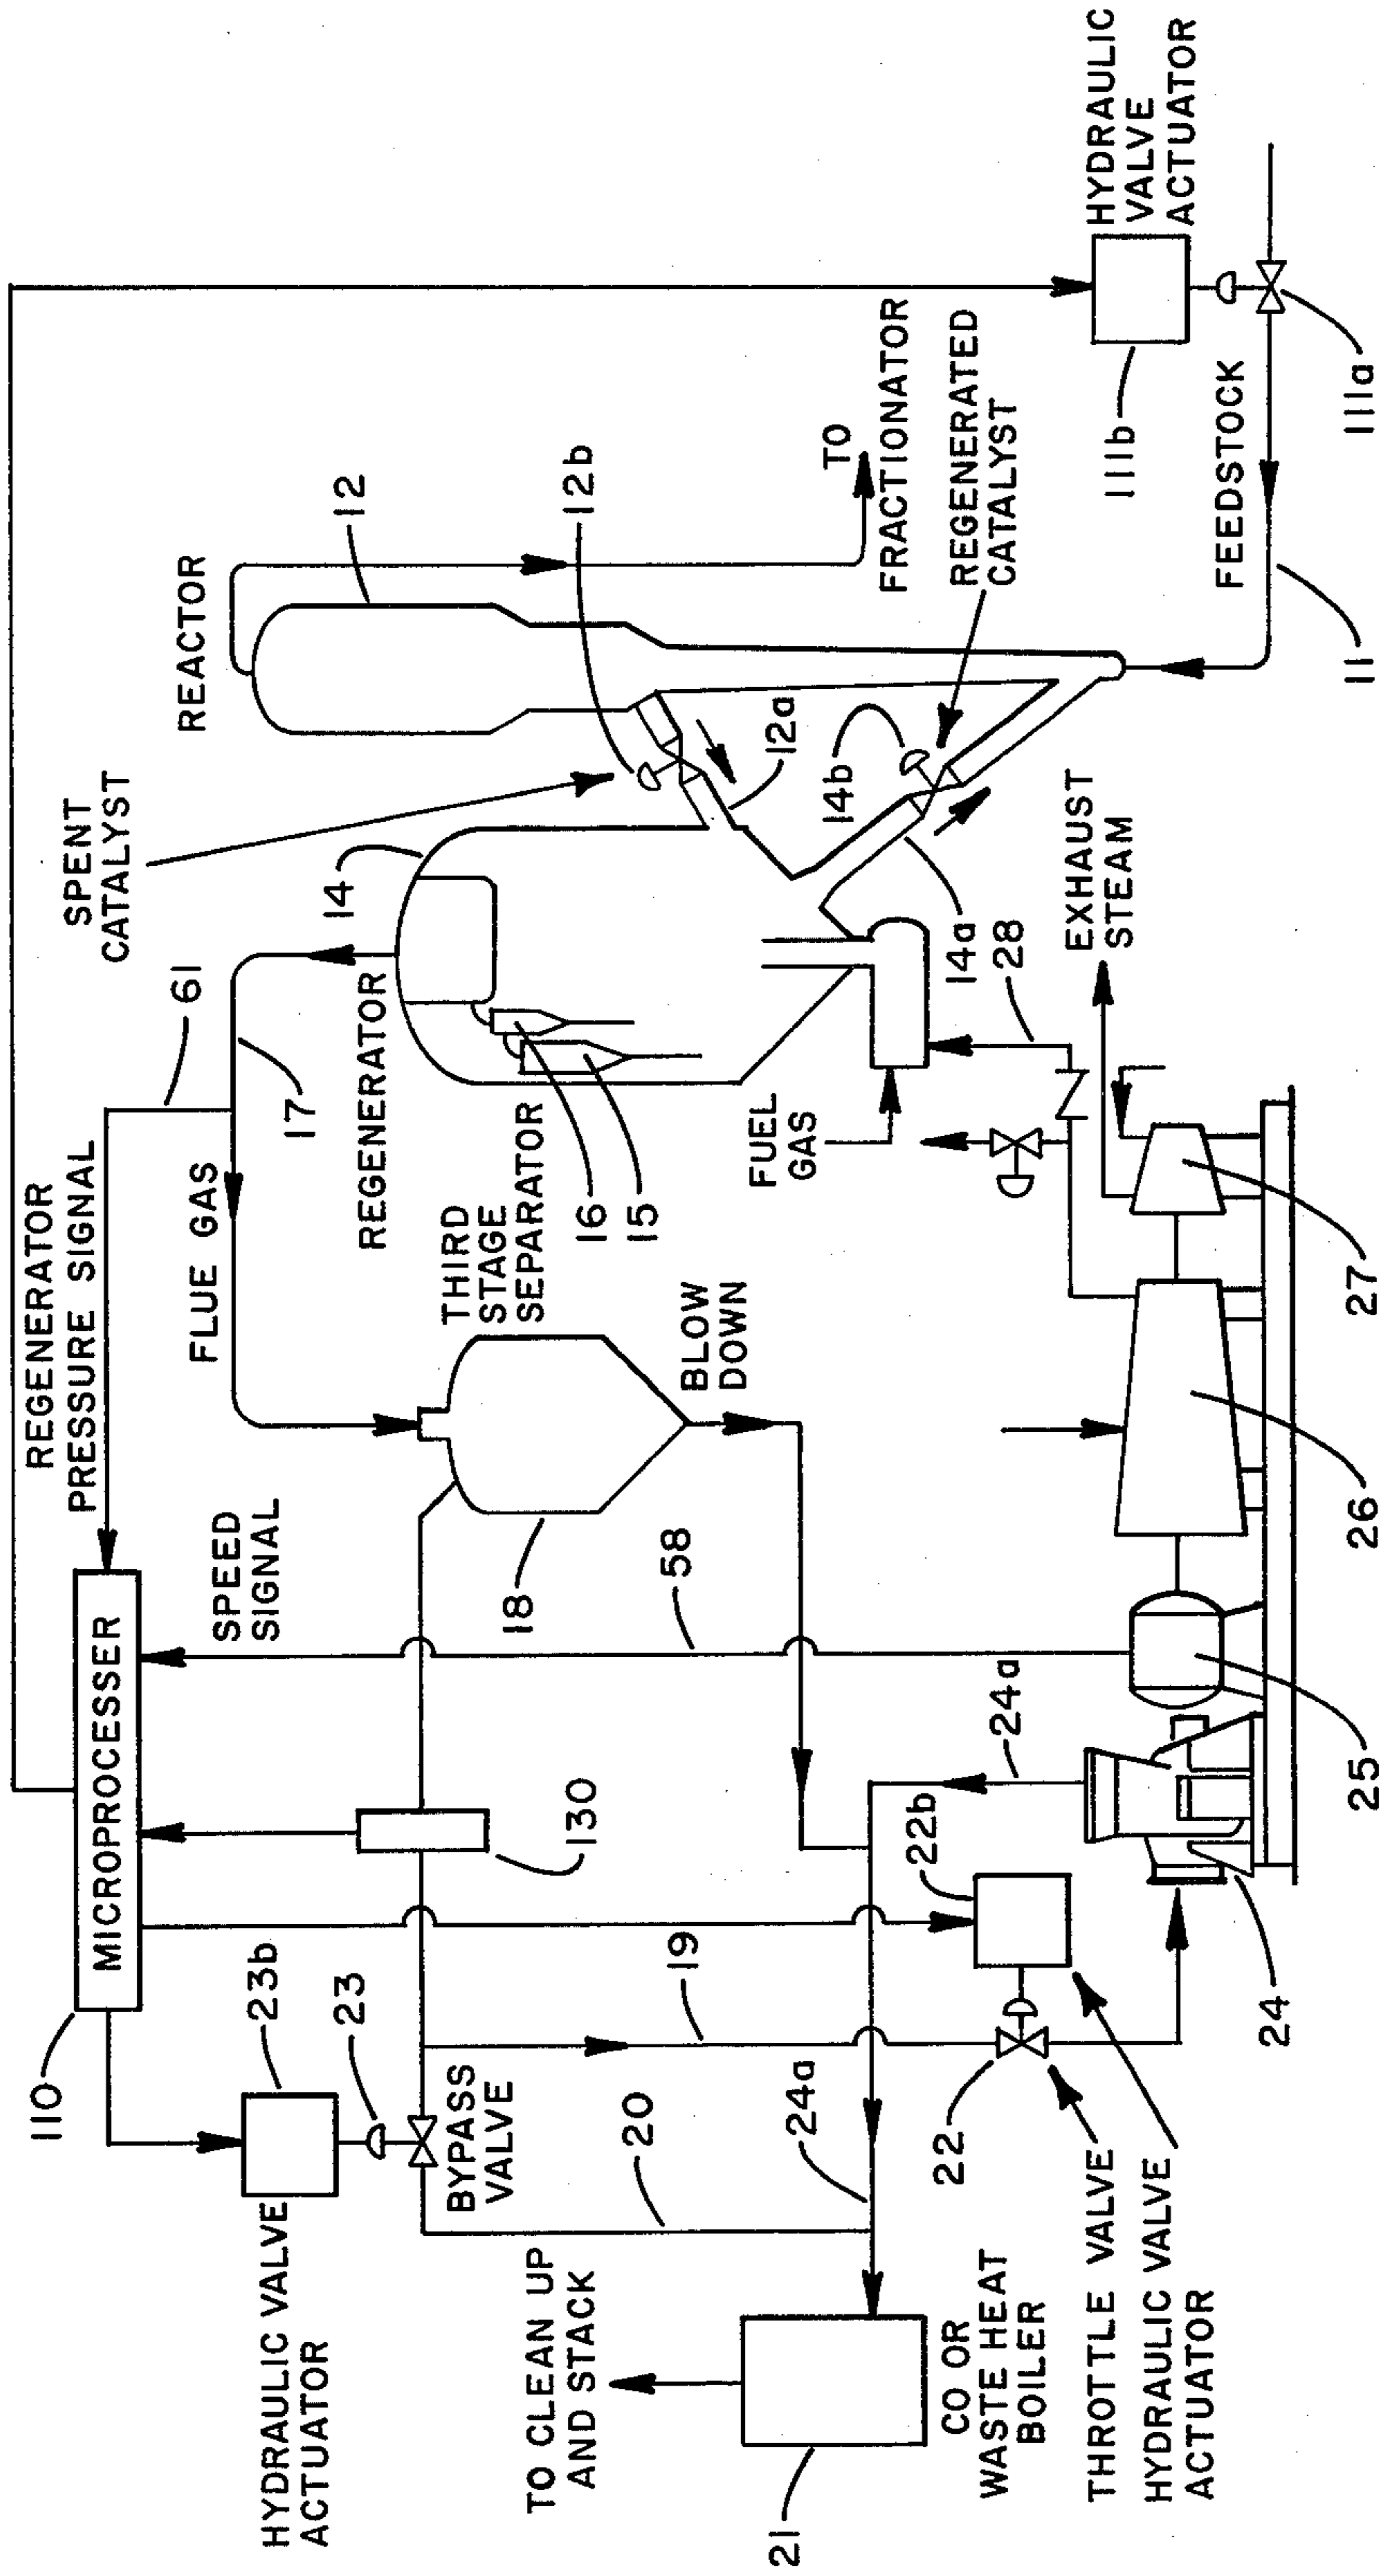 REGENERATOR
PRESSURE SIGNAL
61
SPENT
CATALYST
REACTOR
12
12b
TO
FRACTIONATOR
HYDRAULIC
VALVE
ACTUATOR
111b
111a
FEEDSTOCK
11
REGENERATED
CATALYST
14b
12a
14a
14
REGENERATOR
17
FLUE GAS
16
15
THIRD
STAGE
SEPARATOR
18
BLOW
DOWN
FUEL
GAS
28
EXHAUST
STEAM
27
26
25
24
24a
58
SPEED
SIGNAL
MICROPROCESSER
110
130
23b
23
HYDRAULIC VALVE
ACTUATOR
BYPASS
VALVE
20
19
24a
22b
22
THROTTLE VALVE
HYDRAULIC VALVE
ACTUATOR
TO CLEAN UP
AND STACK
21
CO OR
WASTE HEAT
BOILER